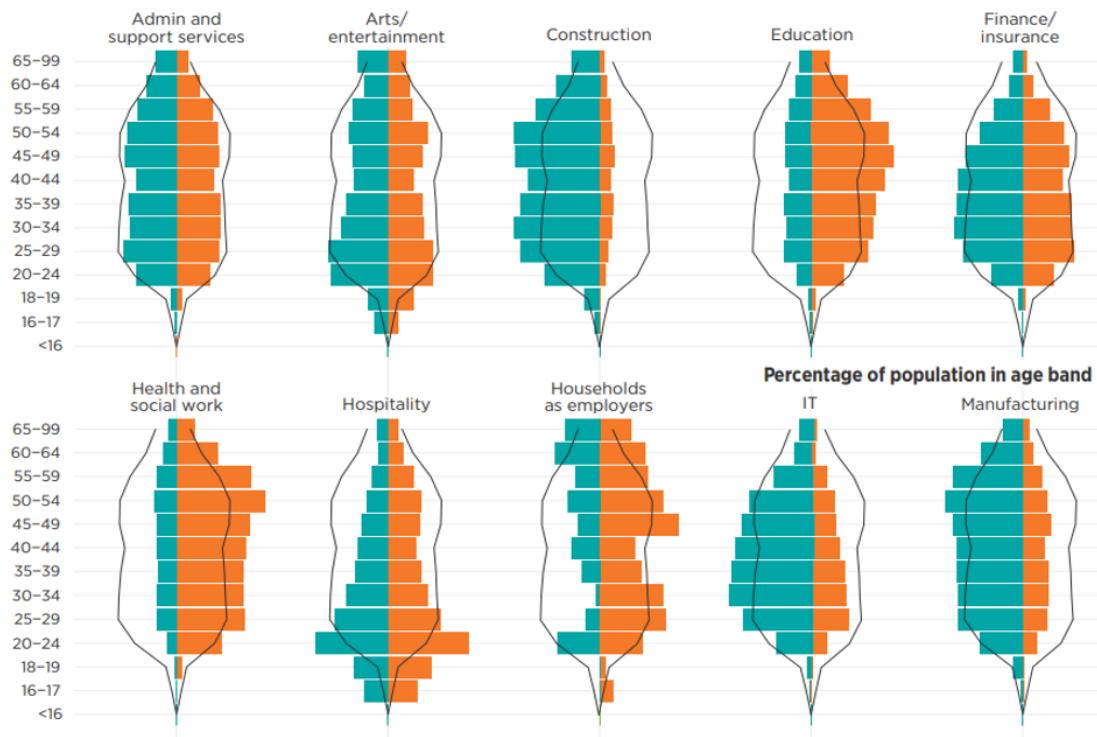 Admin and
support services
Arts/
entertainment
Construction
Education
Finance/
insurance
65–99
60–64
55–59
50–54
45–49
40–44
35–39
30–34
25–29
20–24
18–19
16–17
<16
Percentage of population in age band
Health and
social work
Hospitality
Households
as employers
IT
Manufacturing
65–99
60–64
55–59
50–54
45–49
40–44
35–39
30–34
25–29
20–24
18–19
16–17
<16